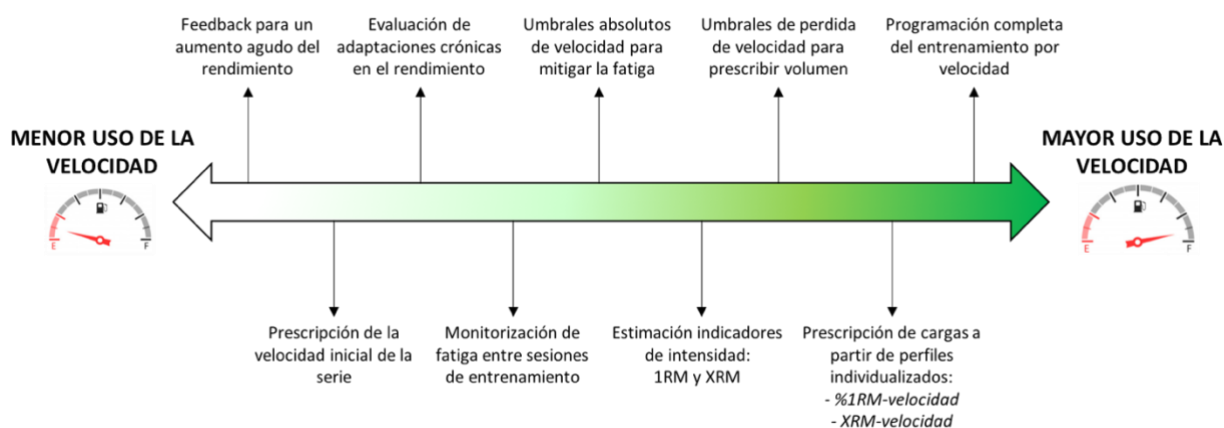 Feedback para un
aumento agudo del
rendimiento
Evaluación de
adaptaciones crónicas
en el rendimiento
Umbrales absolutos
de velocidad para
mitigar la fatiga
Umbrales de perdida
de velocidad para
prescribir volumen
Programación completa
del entrenamiento por
velocidad
MENOR USO DE LA
VELOCIDAD
E
F
MAYOR USO DE LA
VELOCIDAD
E
F
Prescripción de la
velocidad inicial de la
serie
Monitorización de
fatiga entre sesiones
de entrenamiento
Estimación indicadores
de intensidad:
1RM y XRM
Prescripción de cargas a
partir de perfiles
individualizados:
- %1RM-velocidad
- XRM-velocidad